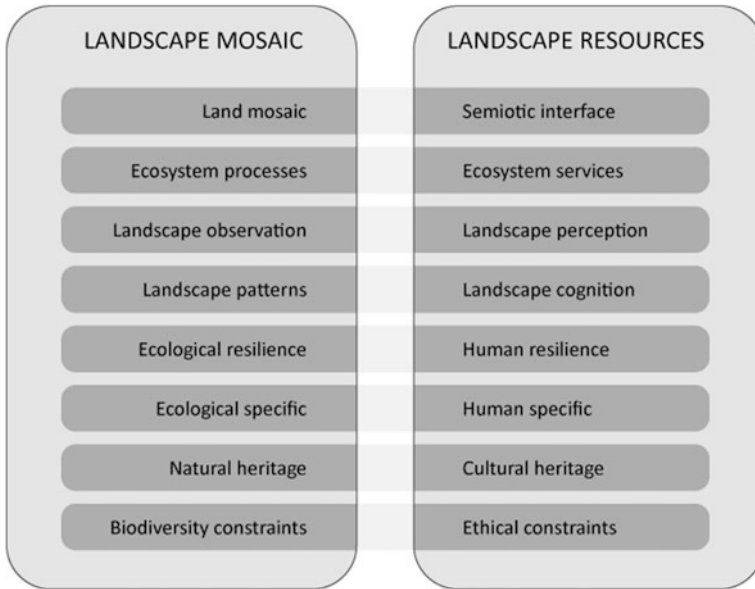 LANDSCAPE MOSAIC LANDSCAPE RESOURCES
Land mosaic Semiotic interface
Ecosystem processes Ecosystem services
Landscape observation Landscape perception
Landscape patterns Landscape cognition
Ecological resilience Human resilience
Ecological specific Human specific
Natural heritage Cultural heritage
Biodiversity constraints Ethical constraints